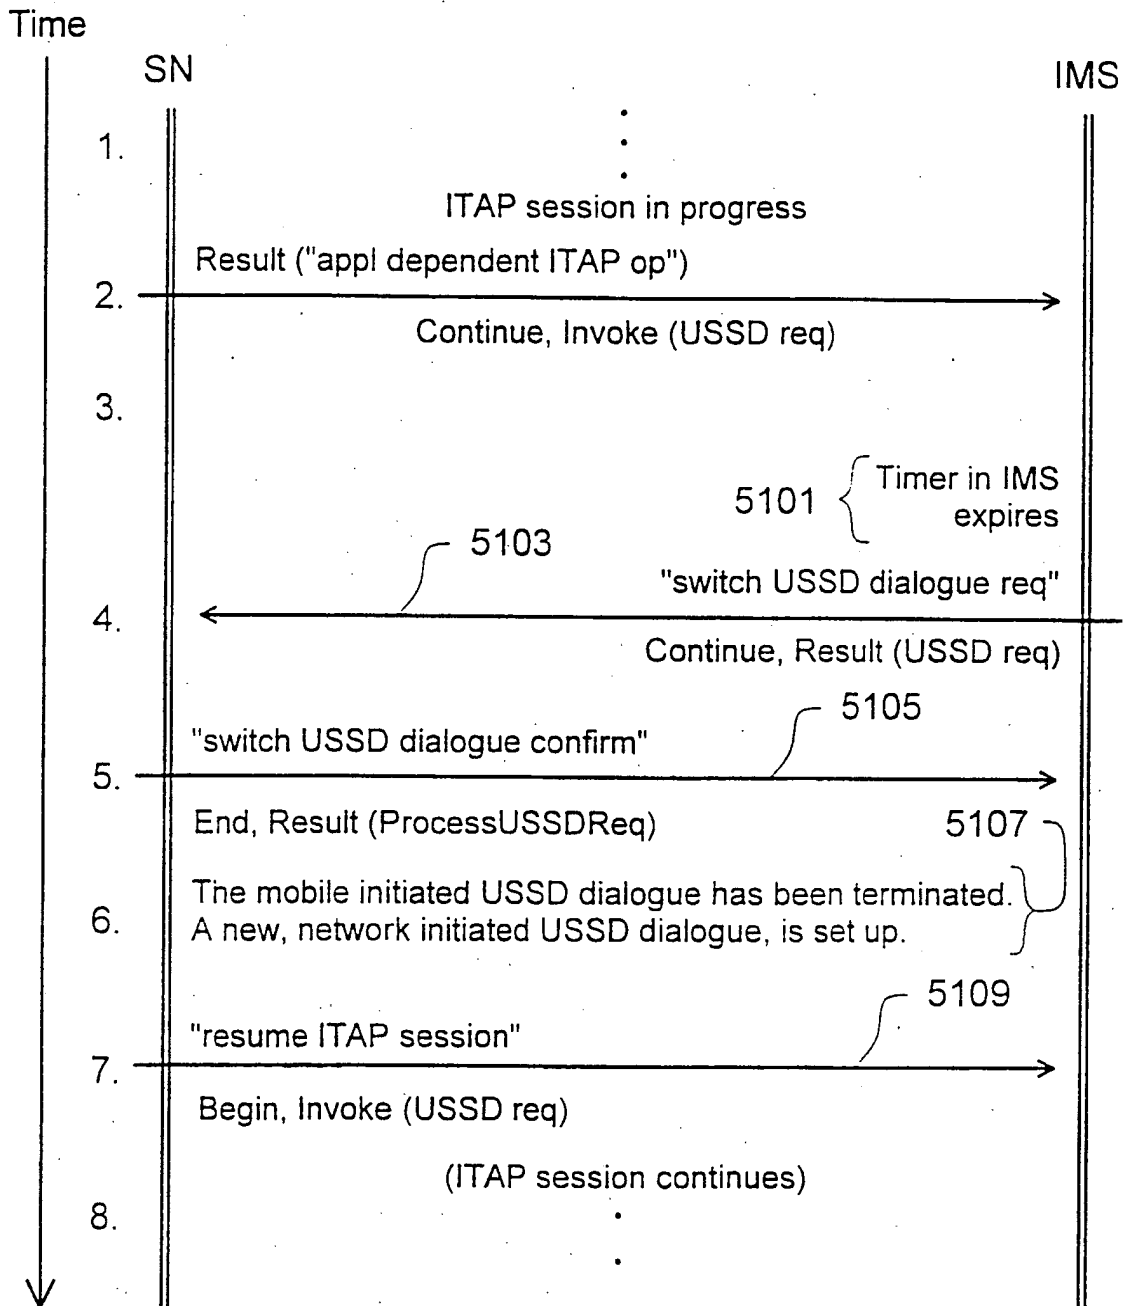 Time
SN
IMS
1.
ITAP session in progress
Result ("appl dependent ITAP op")
2.
Continue, Invoke (USSD req)
3.
5101
Timer in IMS
expires
5103
"switch USSD dialogue req"
4.
Continue, Result (USSD req)
5105
"switch USSD dialogue confirm"
5.
End, Result (ProcessUSSDReq)
5107
The mobile initiated USSD dialogue has been terminated.
6.
A new, network initiated USSD dialogue, is set up.
5109
"resume ITAP session"
7.
Begin, Invoke (USSD req)
(ITAP session continues)
8.